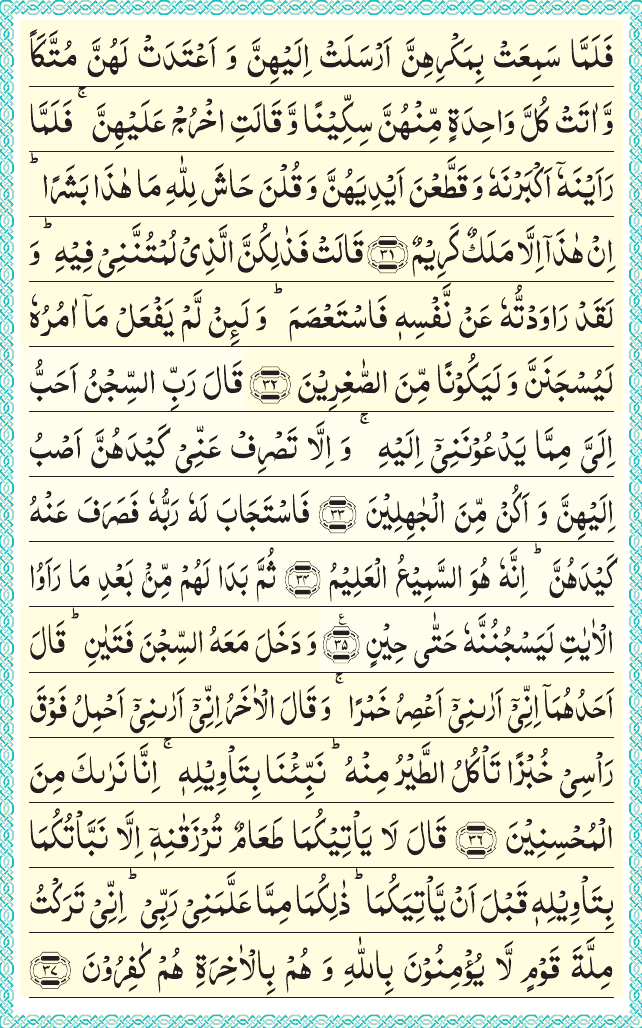 فَلَمَّا سَمِعَتْ بِمَكْرِهِنَّ اَرْسَلَتْ اِلَيْهِنَّ وَ اَعْتَدَتْ لَهُنَّ مُتَّكَاً
وَّ اٰتَتْ كُلَّ وَاحِدَةٍ مِّنْهُنَّ سِكِّيْنًا وَّ قَالَتِ اخْرُجْ عَلَيْهِنَّ ۚ فَلَمَّا
رَاَيْنَهٗۤ اَكْبَرْنَهٗ وَ قَطَّعْنَ اَيْدِيَهُنَّ وَ قُلْنَ حَاشَ لِلّٰهِ مَا هٰذَا بَشَرًا ؕ
اِنْ هٰذَاۤ اِلَّا مَلَكٌ كَرِيْمٌ ﴿۳۱﴾ قَالَتْ فَذٰلِكُنَّ الَّذِیْ لُمْتُنَّنِیْ فِيْهِ ؕ وَ
لَقَدْ رَاوَدْتُّهٗ عَنْ نَّفْسِهٖ فَاسْتَعْصَمَ ؕ وَ لَىِٕنْ لَّمْ يَفْعَلْ مَاۤ اٰمُرُهٗ
لَيُسْجَنَنَّ وَ لَيَكُوْنًا مِّنَ الصّٰغِرِيْنَ ﴿۳۲﴾ قَالَ رَبِّ السِّجْنُ اَحَبُّ
اِلَیَّ مِمَّا يَدْعُوْنَنِیْۤ اِلَيْهِ ۚ وَ اِلَّا تَصْرِفْ عَنِّیْ كَيْدَهُنَّ اَصْبُ
اِلَيْهِنَّ وَ اَكُنْ مِّنَ الْجٰهِلِيْنَ ﴿۳۳﴾ فَاسْتَجَابَ لَهٗ رَبُّهٗ فَصَرَفَ عَنْهُ
كَيْدَهُنَّ ؕ اِنَّهٗ هُوَ السَّمِيْعُ الْعَلِيْمُ ﴿۳۴﴾ ثُمَّ بَدَا لَهُمْ مِّنْۢ بَعْدِ مَا رَاَوُا
الْاٰيٰتِ لَيَسْجُنُنَّهٗ حَتّٰى حِيْنٍ ﴿۳۵﴾ ع وَ دَخَلَ مَعَهُ السِّجْنَ فَتَيٰنِ ؕ قَالَ
اَحَدُهُمَاۤ اِنِّیْۤ اَرٰىنِیْۤ اَعْصِرُ خَمْرًا ۚ وَ قَالَ الْاٰخَرُ اِنِّیْۤ اَرٰىنِیْۤ اَحْمِلُ فَوْقَ
رَاْسِیْ خُبْزًا تَاْكُلُ الطَّيْرُ مِنْهُ ؕ نَبِّئْنَا بِتَاْوِيْلِهٖ ۚ اِنَّا نَرٰىكَ مِنَ
الْمُحْسِنِيْنَ ﴿۳۶﴾ قَالَ لَا يَاْتِيْكُمَا طَعَامٌ تُرْزَقٰنِهٖۤ اِلَّا نَبَّاْتُكُمَا
بِتَاْوِيْلِهٖ قَبْلَ اَنْ يَّاْتِيَكُمَا ؕ ذٰلِكُمَا مِمَّا عَلَّمَنِیْ رَبِّیْ ؕ اِنِّیْ تَرَكْتُ
مِلَّةَ قَوْمٍ لَّا يُؤْمِنُوْنَ بِاللّٰهِ وَ هُمْ بِالْاٰخِرَةِ هُمْ كٰفِرُوْنَ ﴿۳۷﴾